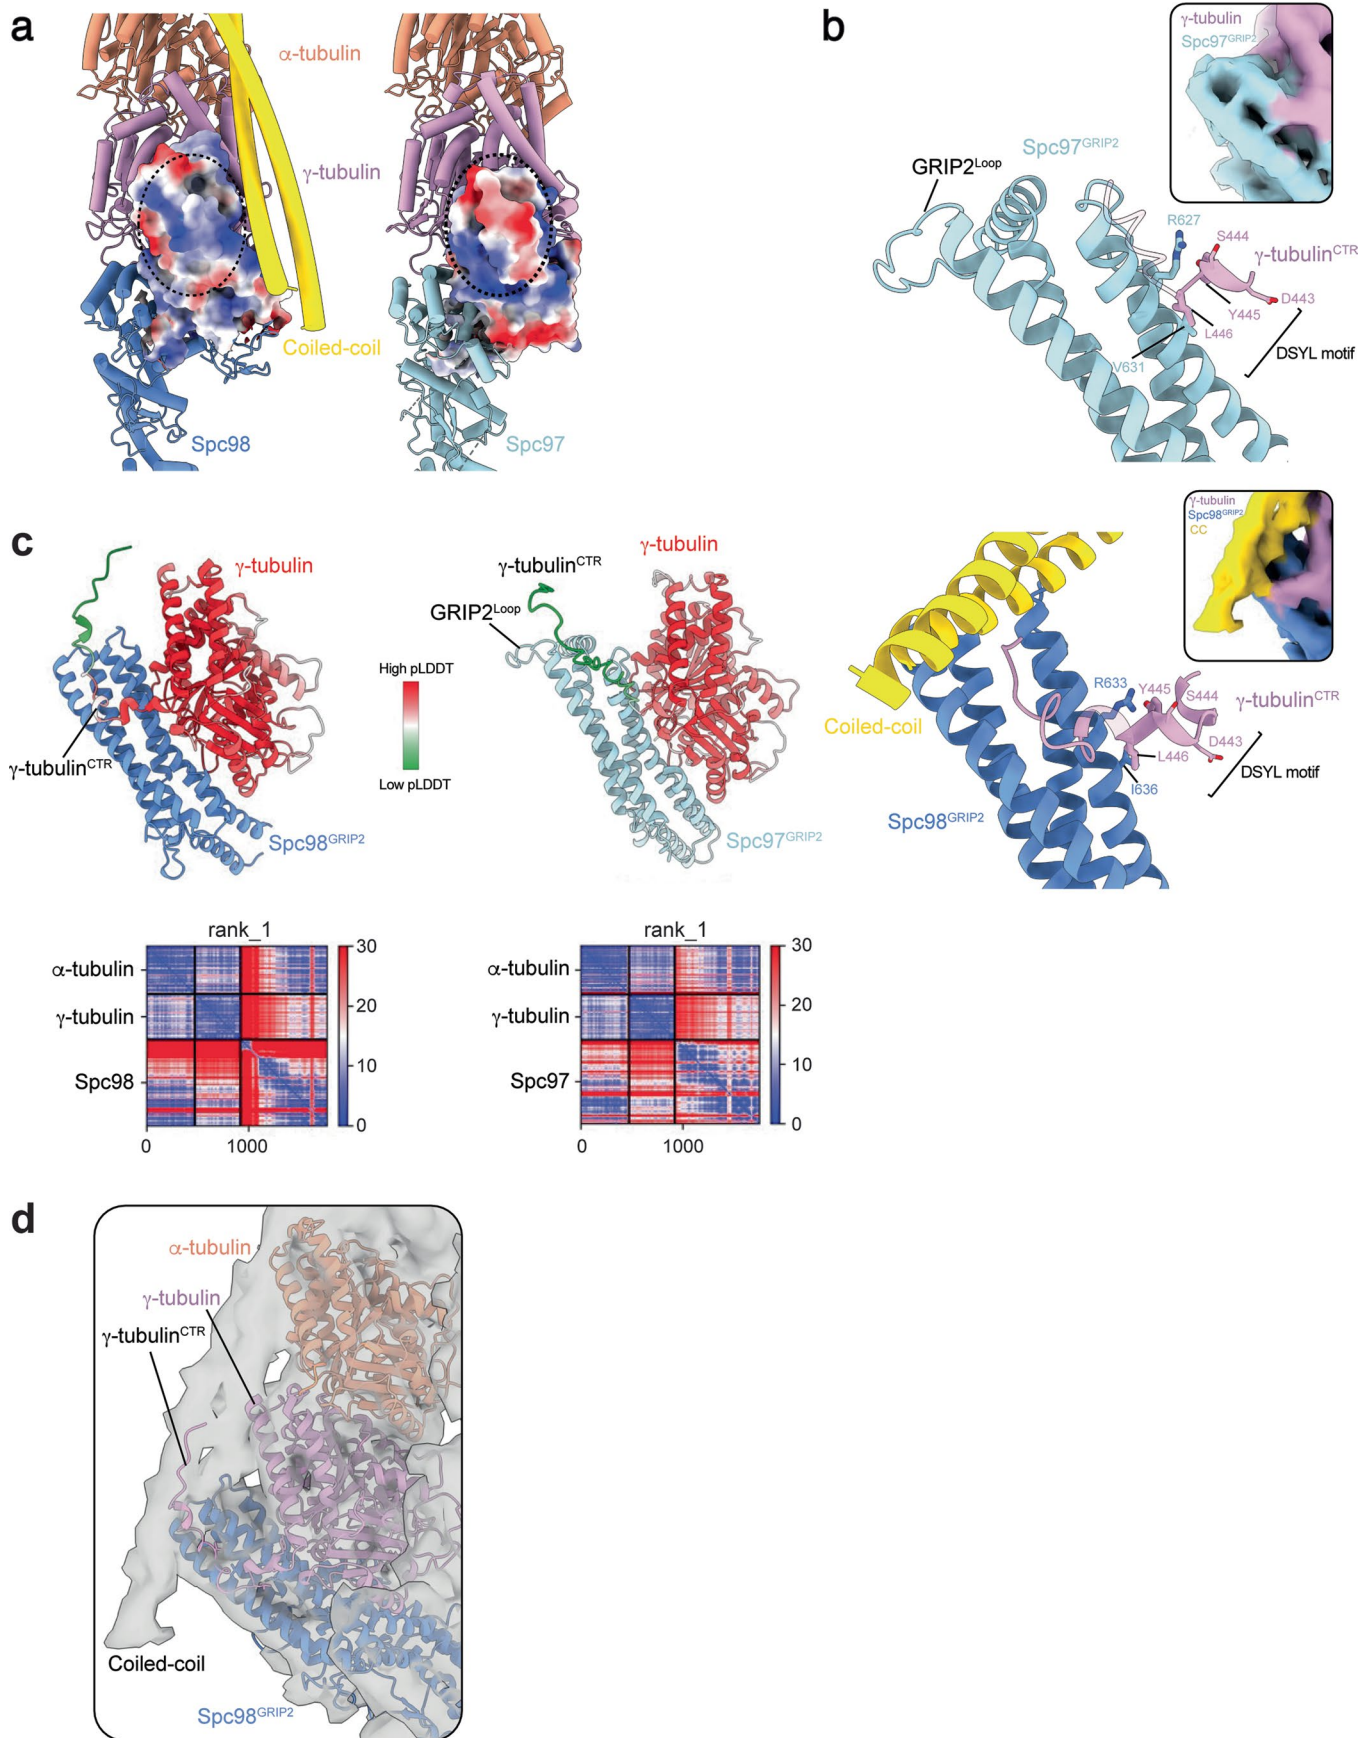 a
α-tubulin
γ-tubulin
Coiled-coil
Spc98
Spc97
b
γ-tubulin
Spc97GRIP2
Spc97GRIP2
GRIP2Loop
R627
S444
γ-tubulinCTR
D443
Y445
L446
V631
DSYL motif
γ-tubulin
Spc98GRIP2
CC
R633
Y445
S444
γ-tubulinCTR
Coiled-coil
D443
L446
DSYL motif
I636
Spc98GRIP2
c
γ-tubulin
γ-tubulinCTR
Spc98GRIP2
High pLDDT
Low pLDDT
γ-tubulin
γ-tubulinCTR
GRIP2Loop
Spc97GRIP2
rank_1
α-tubulin
γ-tubulin
Spc98
0
1000
30
20
10
0
rank_1
α-tubulin
γ-tubulin
Spc97
0
1000
30
20
10
0
d
α-tubulin
γ-tubulin
γ-tubulinCTR
Coiled-coil
Spc98GRIP2